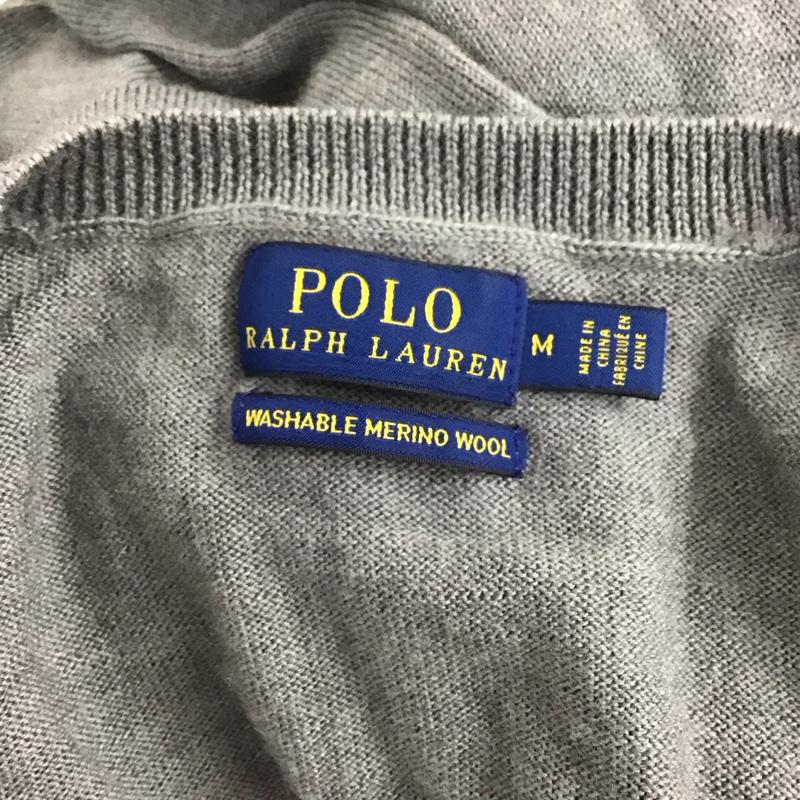 POLO
RALPH LAUREN
M
MADE IN
CHINA
FABRIQUÉ EN
CHINE
WASHABLE MERINO WOOL